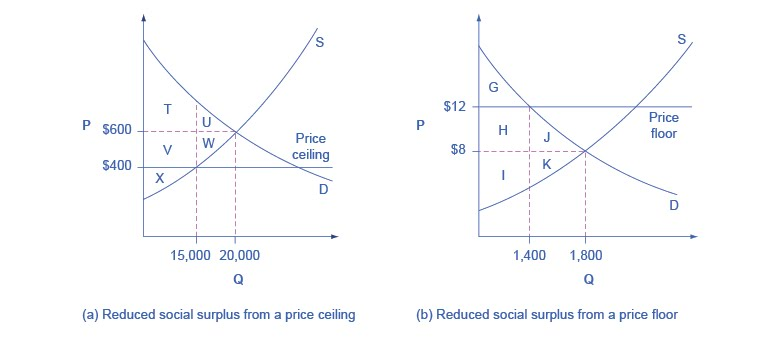 S
T
U
P
$600
W
Price
ceiling
V
$400
X
D
15,000
20,000
Q
(a) Reduced social surplus from a price ceiling
S
G
$12
Price
floor
P
H
J
$8
K
I
D
1,400
1,800
Q
(b) Reduced social surplus from a price floor